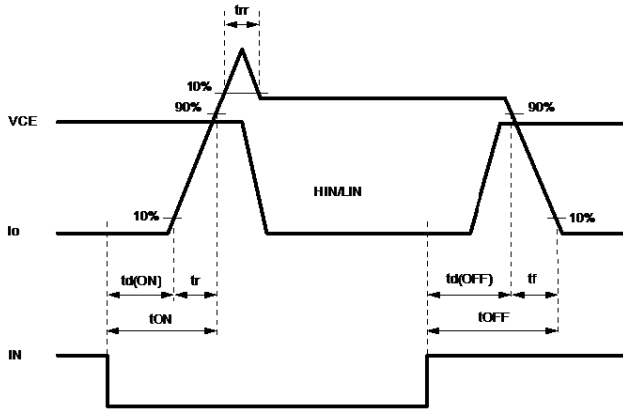 trr
10%
90%
90%
VCE
HIN/LIN
10%
10%
Io
td(ON)
tr
td(OFF)
tf
tON
tOFF
IN